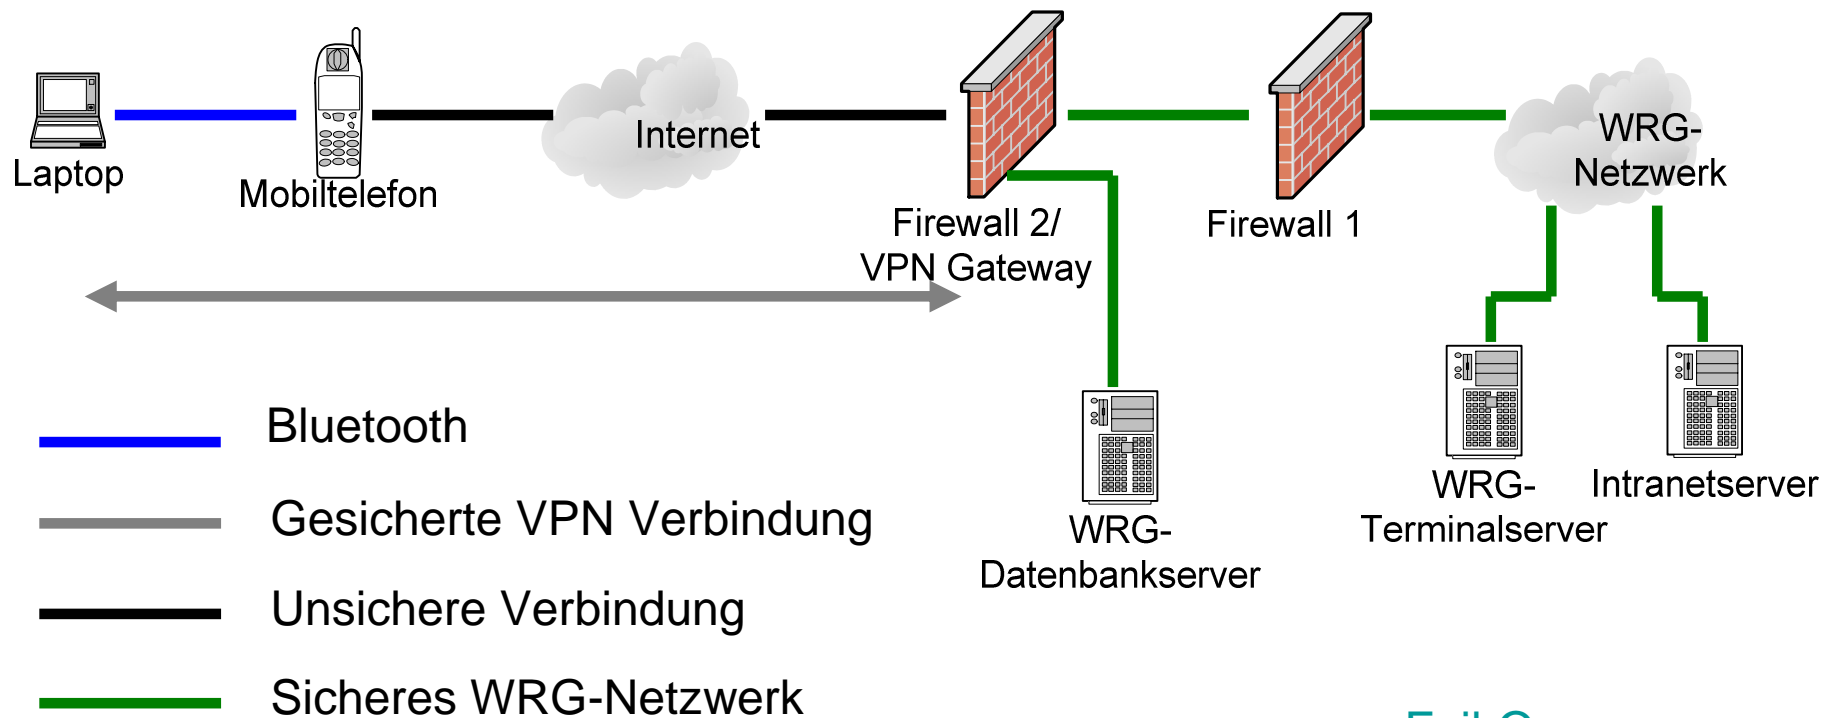 Laptop
Mobiltelefon
Internet
Firewall 2/
VPN Gateway
Firewall 1
WRG-
Netzwerk
WRG-
Datenbankserver
WRG-
Terminalserver
Intranetserver
Bluetooth
Gesicherte VPN Verbindung
Unsichere Verbindung
Sicheres WRG-Netzwerk